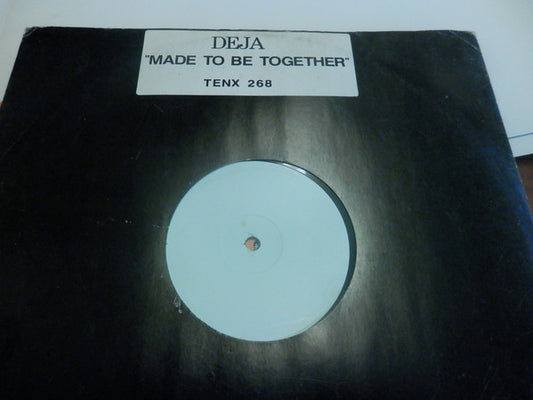 DEJA
"MADE TO BE TOGETHER"
TENX 268